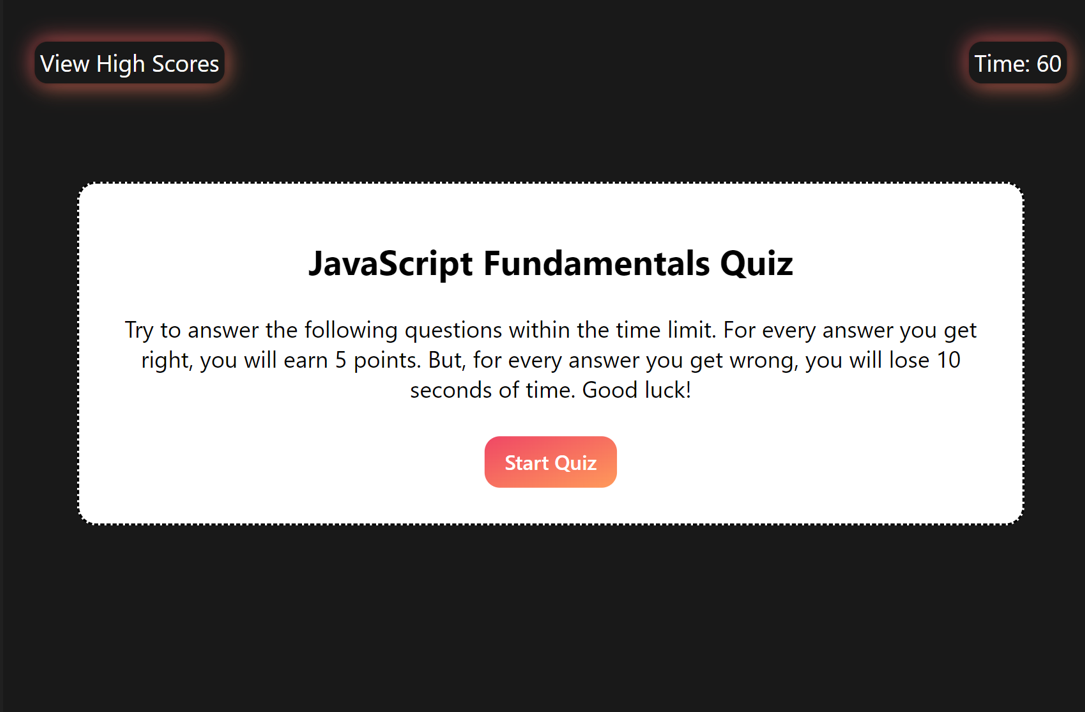 View High Scores
Time: 60
JavaScript Fundamentals Quiz
Try to answer the following questions within the time limit. For every answer you get
right, you will earn 5 points. But, for every answer you get wrong, you will lose 10
seconds of time. Good luck!
Start Quiz